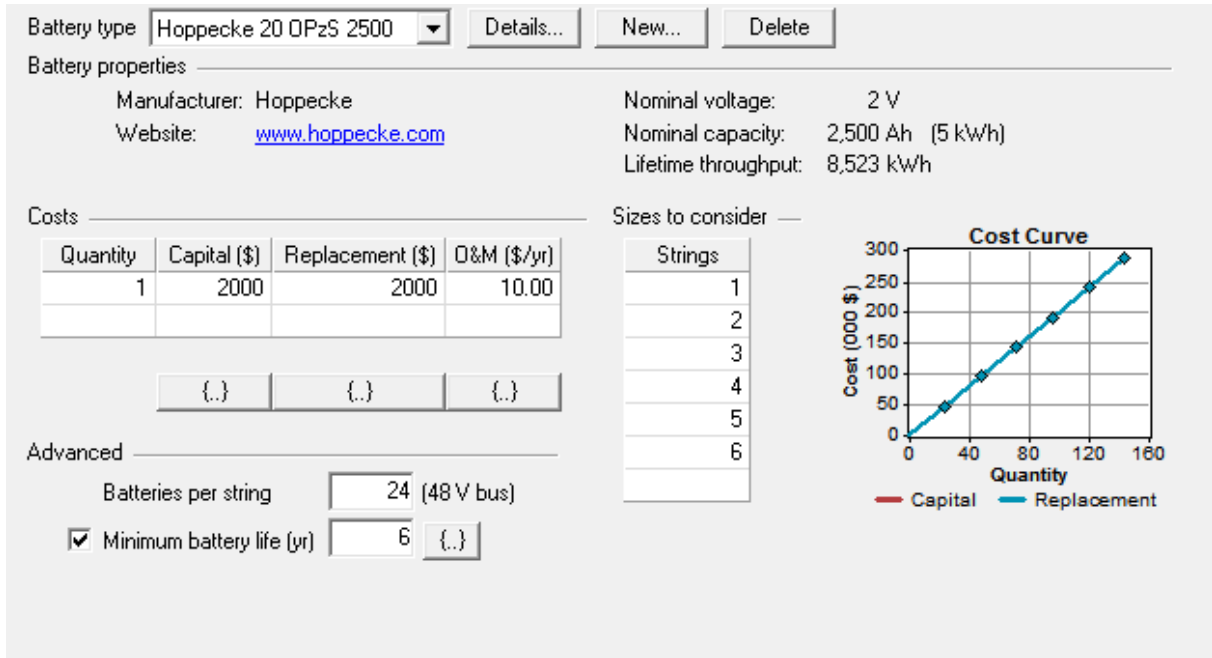 Battery type Hoppecke 20 OPzS 2500 Details... New... Delete
Battery properties
Manufacturer: Hoppecke
Website: www.hoppecke.com
Nominal voltage: 2 V
Nominal capacity: 2,500 Ah (5 kWh)
Lifetime throughput: 8,523 kWh
Costs
Quantity Capital ($) Replacement ($) O&M ($/yr)
1 2000 2000 10.00
{..} {..} {..}
Advanced
Batteries per string 24 (48 V bus)
Minimum battery life (yr) 6 {..}
Sizes to consider
Strings
1
2
3
4
5
6
Cost Curve
Cost (000 $)
300
250
200
150
100
50
0
0 40 80 120 160
Quantity
Capital Replacement